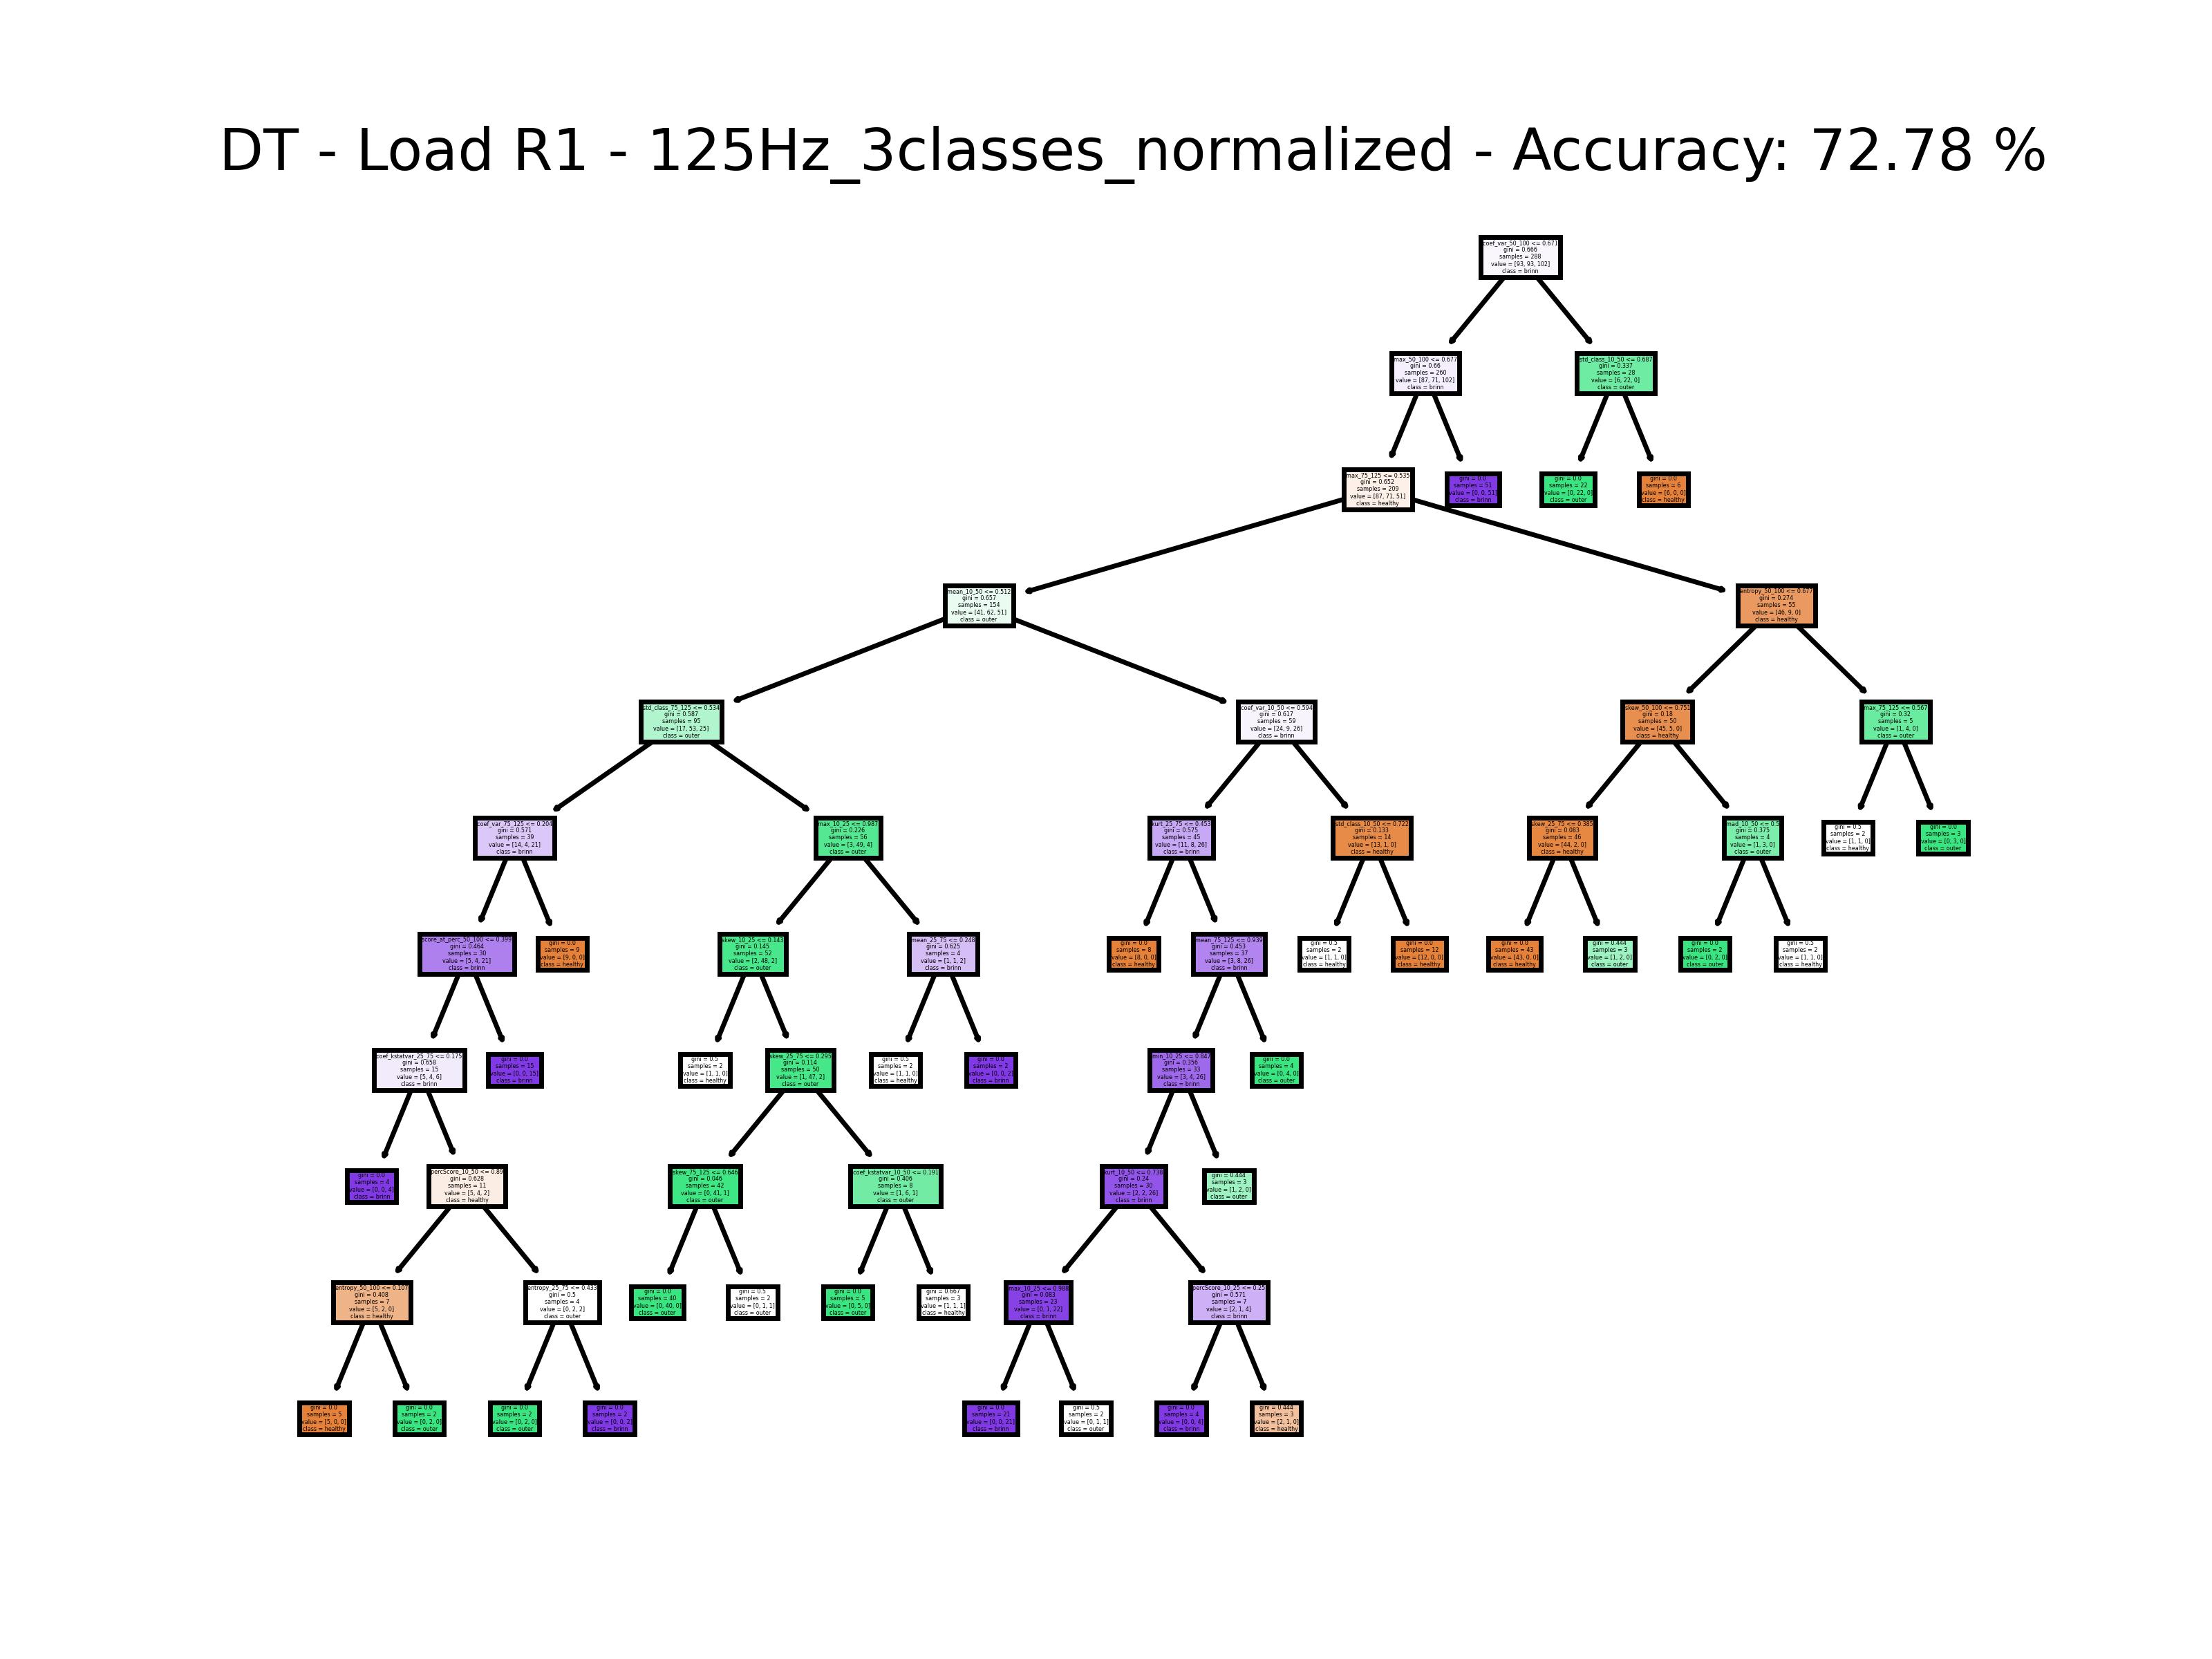 DT - Load R1 - 125Hz_3classes_normalized - Accuracy: 72.78 %
coef_var_50_100 <= 0.671
gini = 0.666
samples = 288
value = [93, 93, 102]
class = brinn
max_50_100 <= 0.677
gini = 0.66
samples = 260
value = [87, 71, 102]
class = brinn
std_class_10_50 <= 0.687
gini = 0.337
samples = 28
value = [6, 22, 0]
class = outer
max_75_125 <= 0.535
gini = 0.652
samples = 209
value = [87, 71, 51]
class = healthy
gini = 0.0
samples = 51
value = [0, 0, 51]
class = brinn
gini = 0.0
samples = 22
value = [0, 22, 0]
class = outer
gini = 0.0
samples = 6
value = [6, 0, 0]
class = healthy
mean_10_50 <= 0.512
gini = 0.657
samples = 154
value = [41, 62, 51]
class = outer
entropy_50_100 <= 0.677
gini = 0.274
samples = 55
value = [46, 9, 0]
class = healthy
std_class_75_125 <= 0.534
gini = 0.587
samples = 95
value = [17, 53, 25]
class = outer
coef_var_10_50 <= 0.594
gini = 0.617
samples = 59
value = [24, 9, 26]
class = brinn
skew_50_100 <= 0.751
gini = 0.18
samples = 50
value = [45, 5, 0]
class = healthy
max_75_125 <= 0.567
gini = 0.32
samples = 5
value = [1, 4, 0]
class = outer
coef_var_75_125 <= 0.204
gini = 0.571
samples = 39
value = [14, 4, 21]
class = brinn
max_10_25 <= 0.987
gini = 0.226
samples = 56
value = [3, 49, 4]
class = outer
kurt_25_75 <= 0.453
gini = 0.575
samples = 45
value = [11, 8, 26]
class = brinn
std_class_10_50 <= 0.722
gini = 0.133
samples = 14
value = [13, 1, 0]
class = healthy
skew_25_75 <= 0.385
gini = 0.083
samples = 46
value = [44, 2, 0]
class = healthy
mad_10_50 <= 0.5
gini = 0.375
samples = 4
value = [1, 3, 0]
class = outer
gini = 0.5
samples = 2
value = [1, 1, 0]
class = healthy
gini = 0.0
samples = 3
value = [0, 3, 0]
class = outer
score_at_perc_50_100 <= 0.399
gini = 0.464
samples = 30
value = [5, 4, 21]
class = brinn
gini = 0.0
samples = 9
value = [9, 0, 0]
class = healthy
skew_10_25 <= 0.143
gini = 0.145
samples = 52
value = [2, 48, 2]
class = outer
mean_25_75 <= 0.248
gini = 0.625
samples = 4
value = [1, 1, 2]
class = brinn
gini = 0.0
samples = 8
value = [8, 0, 0]
class = healthy
mean_75_125 <= 0.939
gini = 0.453
samples = 37
value = [3, 8, 26]
class = brinn
gini = 0.5
samples = 2
value = [1, 1, 0]
class = healthy
gini = 0.0
samples = 12
value = [12, 0, 0]
class = healthy
gini = 0.0
samples = 43
value = [43, 0, 0]
class = healthy
gini = 0.444
samples = 3
value = [1, 2, 0]
class = outer
gini = 0.0
samples = 2
value = [0, 2, 0]
class = outer
gini = 0.5
samples = 2
value = [1, 1, 0]
class = healthy
coef_kstatvar_25_75 <= 0.175
gini = 0.658
samples = 15
value = [5, 4, 6]
class = brinn
gini = 0.0
samples = 15
value = [0, 0, 15]
class = brinn
gini = 0.5
samples = 2
value = [1, 1, 0]
class = healthy
skew_25_75 <= 0.295
gini = 0.114
samples = 50
value = [1, 47, 2]
class = outer
gini = 0.5
samples = 2
value = [1, 1, 0]
class = healthy
gini = 0.0
samples = 2
value = [0, 0, 2]
class = brinn
min_10_25 <= 0.847
gini = 0.356
samples = 33
value = [3, 4, 26]
class = brinn
gini = 0.0
samples = 4
value = [0, 4, 0]
class = outer
gini = 0.0
samples = 4
value = [0, 0, 4]
class = brinn
percScore_10_50 <= 0.89
gini = 0.628
samples = 11
value = [5, 4, 2]
class = healthy
skew_75_125 <= 0.646
gini = 0.046
samples = 42
value = [0, 41, 1]
class = outer
coef_kstatvar_10_50 <= 0.191
gini = 0.406
samples = 8
value = [1, 6, 1]
class = outer
kurt_10_50 <= 0.736
gini = 0.24
samples = 30
value = [2, 2, 26]
class = brinn
gini = 0.444
samples = 3
value = [1, 2, 0]
class = outer
entropy_50_100 <= 0.107
gini = 0.408
samples = 7
value = [5, 2, 0]
class = healthy
entropy_25_75 <= 0.433
gini = 0.5
samples = 4
value = [0, 2, 2]
class = outer
gini = 0.0
samples = 40
value = [0, 40, 0]
class = outer
gini = 0.5
samples = 2
value = [0, 1, 1]
class = outer
gini = 0.0
samples = 5
value = [0, 5, 0]
class = outer
gini = 0.667
samples = 3
value = [1, 1, 1]
class = healthy
max_10_25 <= 0.988
gini = 0.083
samples = 23
value = [0, 1, 22]
class = brinn
percScore_10_25 <= 0.25
gini = 0.571
samples = 7
value = [2, 1, 4]
class = brinn
gini = 0.0
samples = 5
value = [5, 0, 0]
class = healthy
gini = 0.0
samples = 2
value = [0, 2, 0]
class = outer
gini = 0.0
samples = 2
value = [0, 2, 0]
class = outer
gini = 0.0
samples = 2
value = [0, 0, 2]
class = brinn
gini = 0.0
samples = 21
value = [0, 0, 21]
class = brinn
gini = 0.5
samples = 2
value = [0, 1, 1]
class = outer
gini = 0.0
samples = 4
value = [0, 0, 4]
class = brinn
gini = 0.444
samples = 3
value = [2, 1, 0]
class = healthy